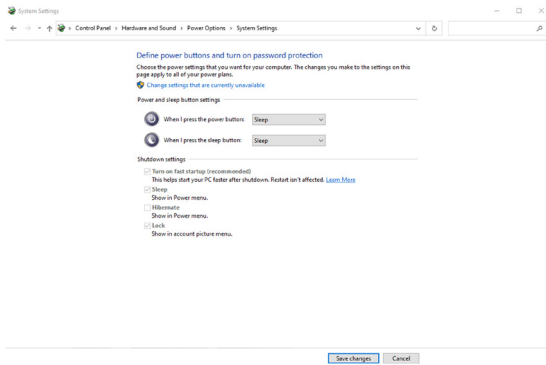 System Settings
Control Panel > Hardware and Sound > Power Options > System Settings
Define power buttons and turn on password protection
Choose the power settings that you want for your computer. The changes you make to the settings on this
page apply to all of your power plans.
Change settings that are currently unavailable
Power and sleep button settings
When I press the power button: Sleep
When I press the sleep button: Sleep
Shutdown settings
Turn on fast startup (recommended)
This helps start your PC faster after shutdown. Restart isn't affected. Learn More
Sleep
Show in Power menu.
Hibernate
Show in Power menu.
Lock
Show in account picture menu.
Save changes Cancel